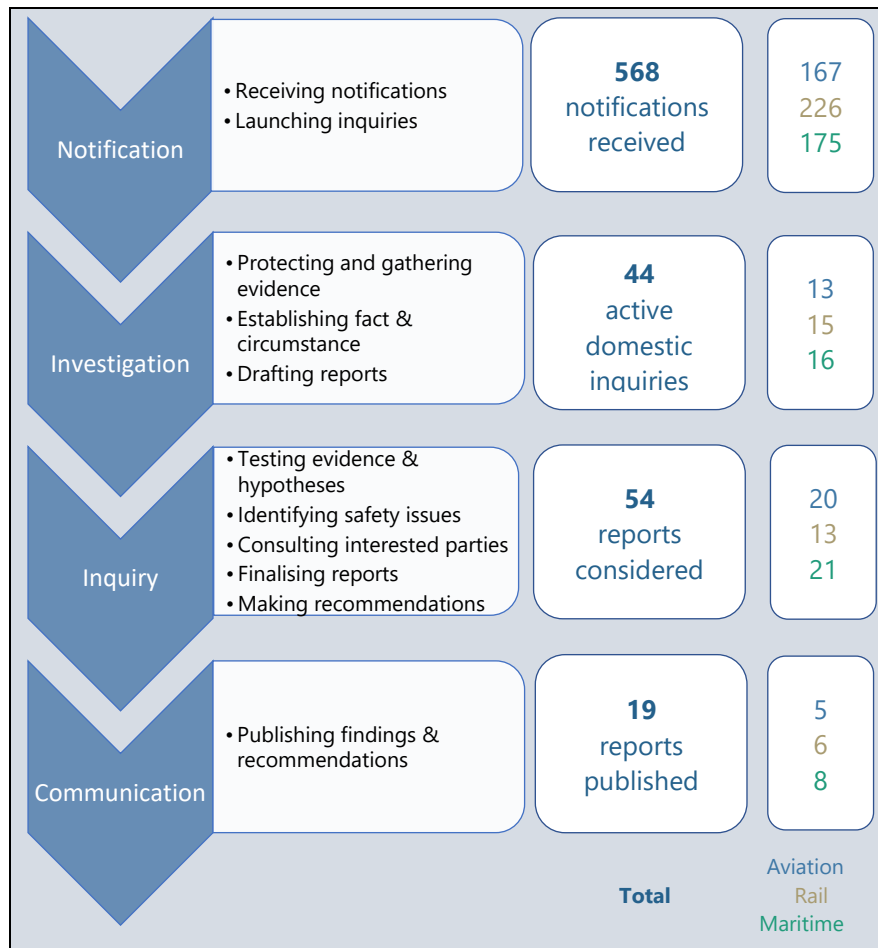 Notification
• Receiving notifications
• Launching inquiries
568
notifications
received
167
226
175
Investigation
• Protecting and gathering
evidence
• Establishing fact &
circumstance
• Drafting reports
44
active
domestic
inquiries
13
15
16
Inquiry
• Testing evidence &
hypotheses
• Identifying safety issues
• Consulting interested parties
• Finalising reports
• Making recommendations
54
reports
considered
20
13
21
Communication
• Publishing findings &
recommendations
19
reports
published
5
6
8
Total
Aviation
Rail
Maritime